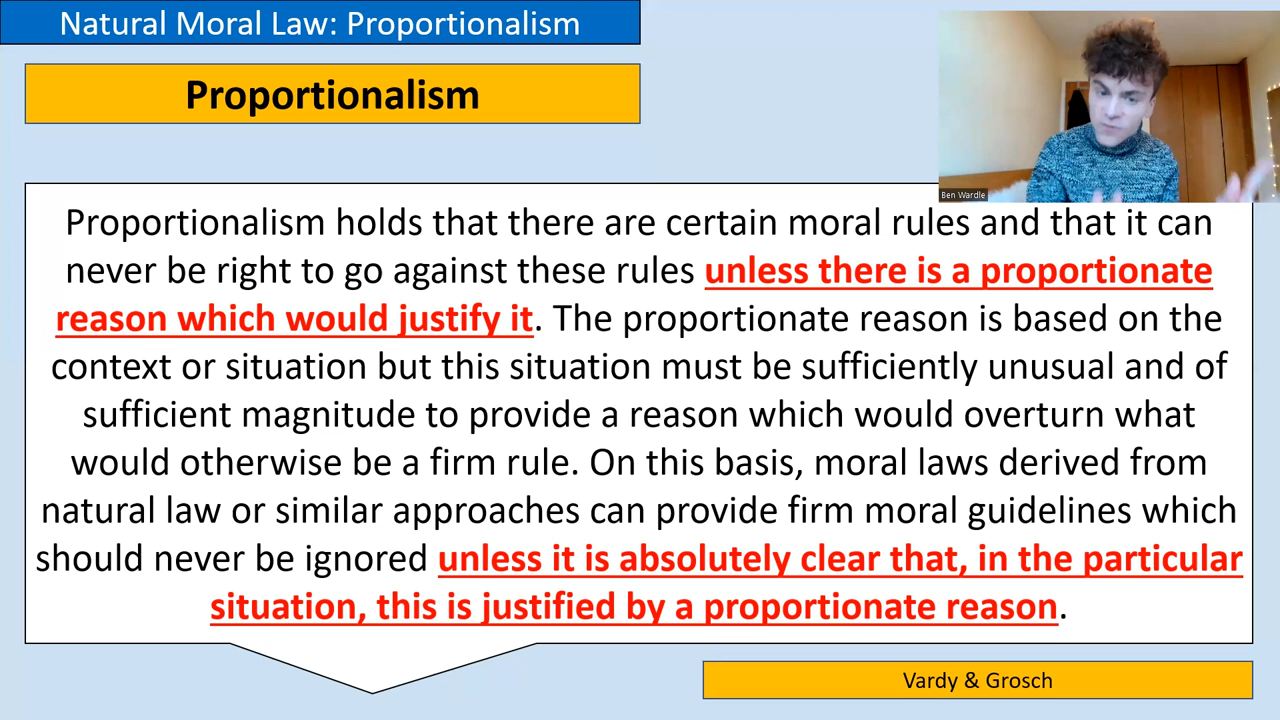 Natural Moral Law: Proportionalism
Proportionalism
Ben Wardle
Proportionalism holds that there are certain moral rules and that it can
never be right to go against these rules unless there is a proportionate
reason which would justify it. The proportionate reason is based on the
context or situation but this situation must be sufficiently unusual and of
sufficient magnitude to provide a reason which would overturn what
would otherwise be a firm rule. On this basis, moral laws derived from
natural law or similar approaches can provide firm moral guidelines which
should never be ignored unless it is absolutely clear that, in the particular
situation, this is justified by a proportionate reason.
Vardy & Grosch